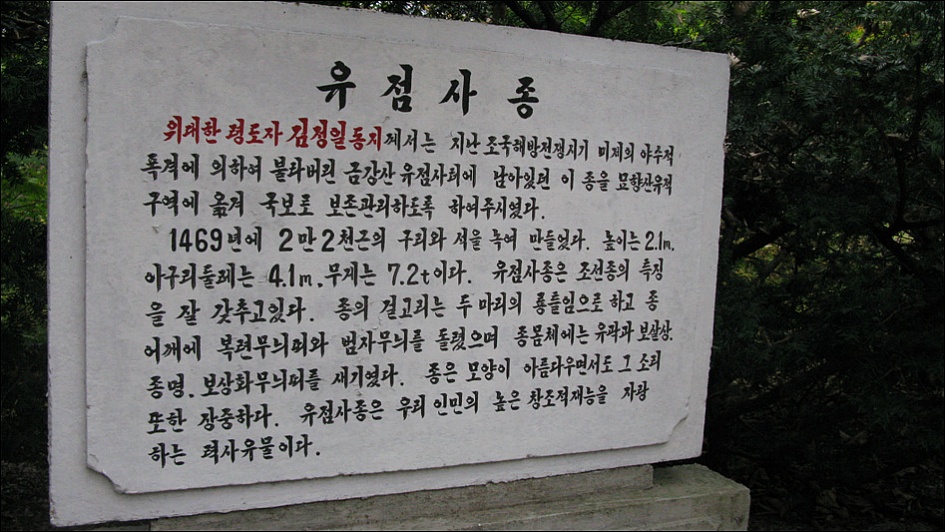 유점사종
위대한 령도자 김정일동지께서는 지난 조국해방전쟁시기 미제의 야수적
폭격에 의하여 불타버린 금강산 유점사터에 남아있던 이 종을 묘향산유적
구역에 옮겨 국보로 보존관리하도록 하여주시였다.
1469년에 2만 2천근의 구리와 석을 녹여 만들었다. 높이는 2.1m,
아구리둘레는 4.1m, 무게는 7.2t이다. 유점사종은 조선종의 특징
을 잘 갖추고있다. 종의 걸고리는 두 마리의 룡틀임으로 하고 종
어깨에 복련무늬띠와 범자무늬를 돌렸으며 종몸체에는 유곽과 보살상,
종명, 보상화무늬띠를 새기였다. 종은 모양이 아름다우면서도 그 소리
또한 장중하다. 유점사종은 우리 인민의 높은 창조적재능을 자랑
하는 력사유물이다.